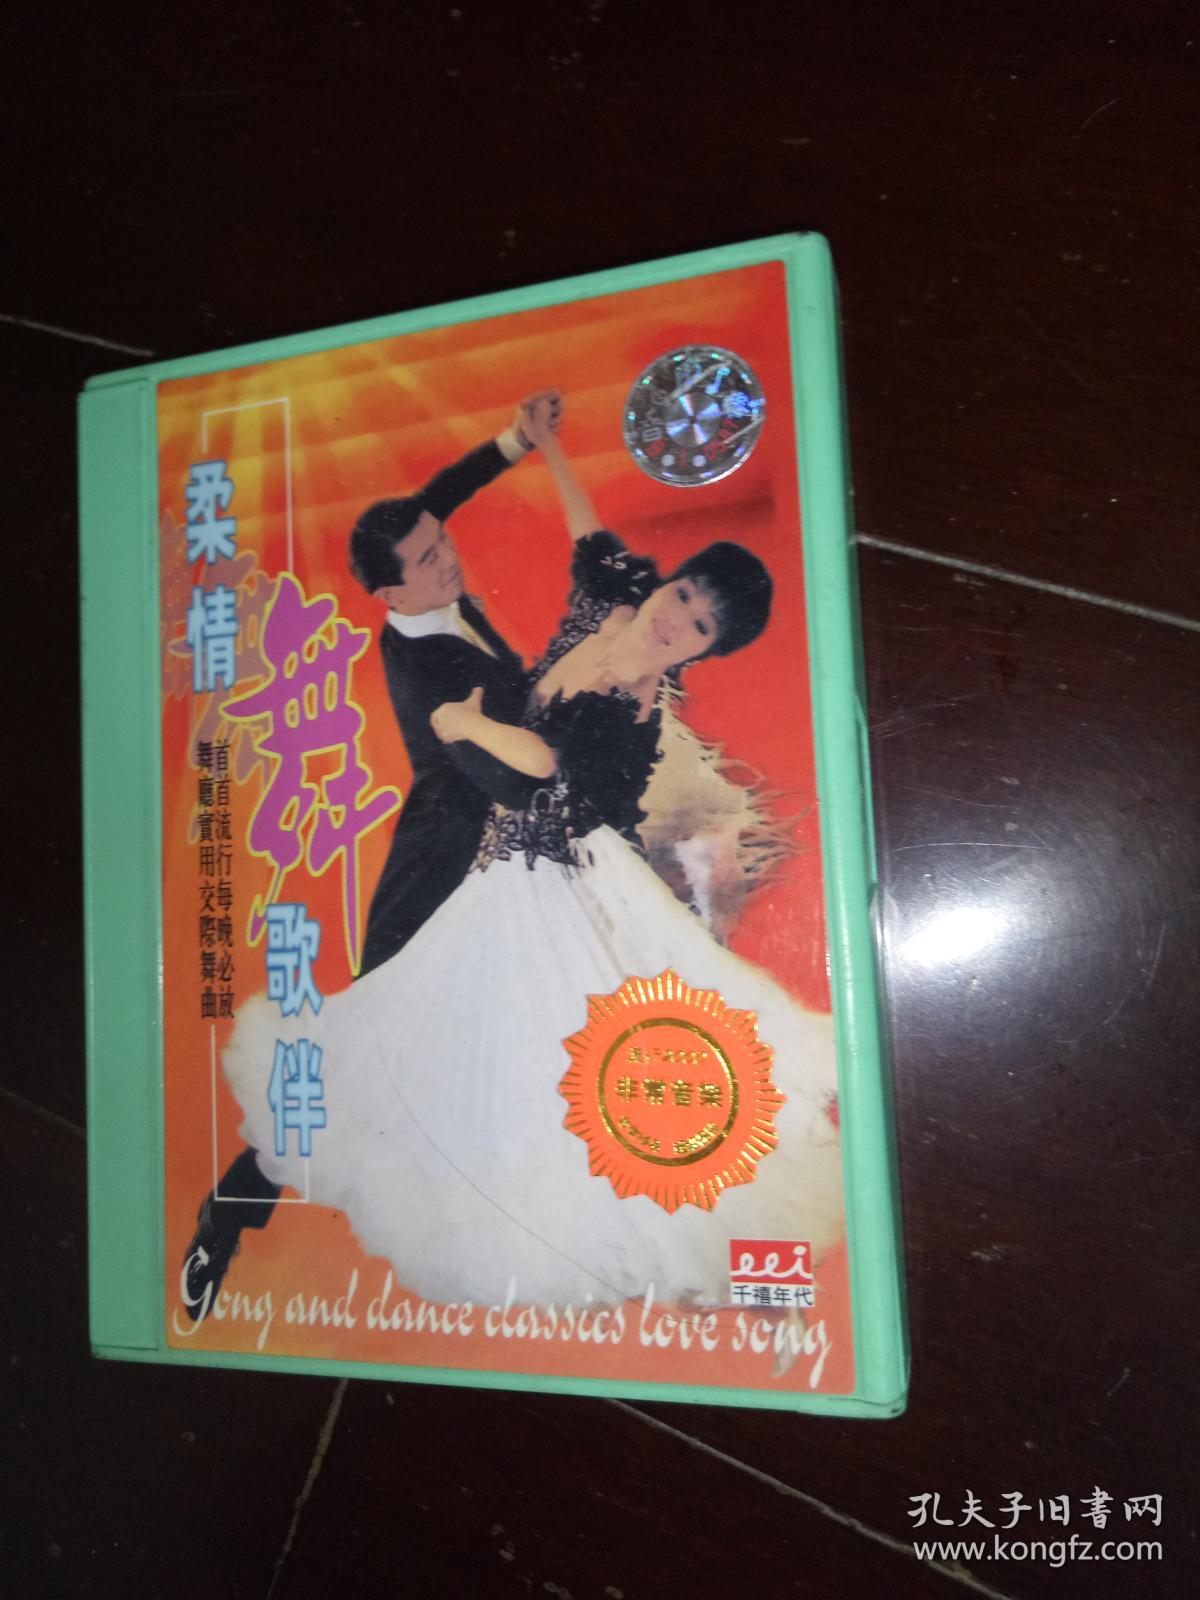 柔情
舞
歌伴
首首流行每晚必放
舞廳實用交際舞曲
非常音樂
eei
千禧年代
Song and dance classics love song
孔夫子旧书网
www.kongfz.com